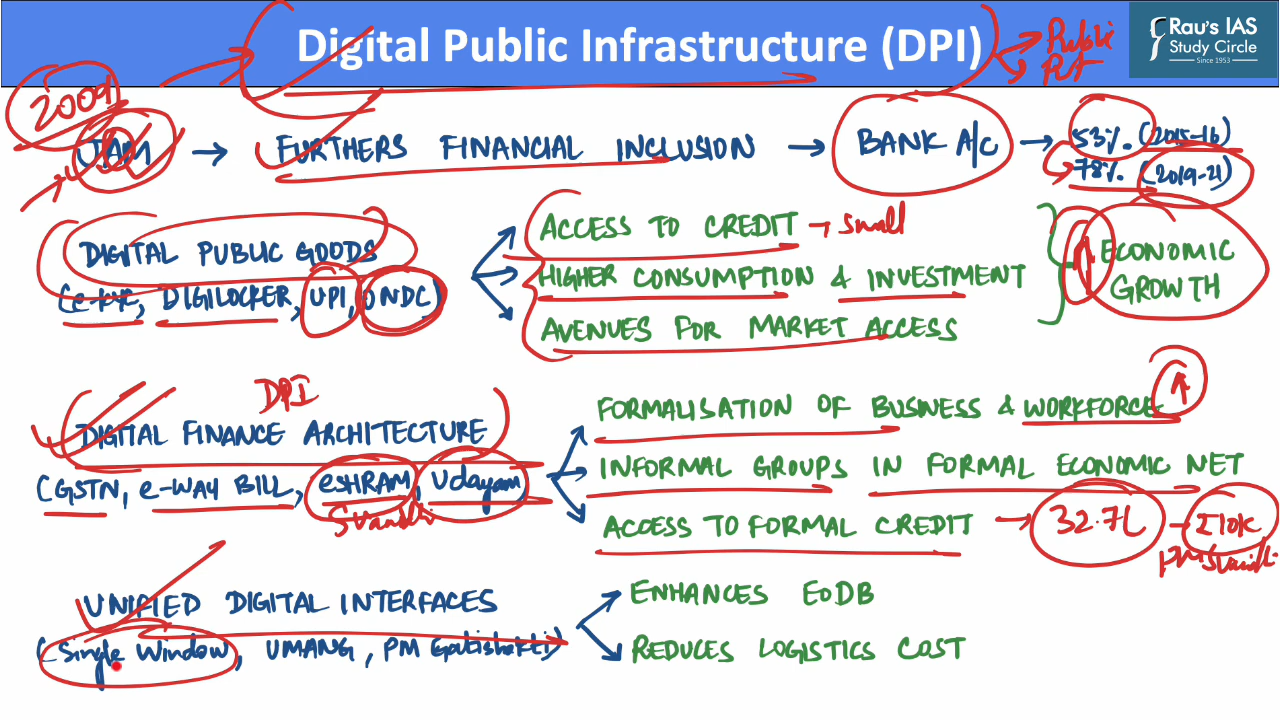 Digital Public Infrastructure (DPI)
Rau's IAS
Study Circle
Since 1953
Public
Pvt
2009
JAM → FURTHERS FINANCIAL INCLUSION → BANK A/C → 53% (2015-16)
78% (2019-21)
DIGITAL PUBLIC GOODS
(e-KYC, DIGILOCKER, UPI, ONDC)
ACCESS TO CREDIT → Small
HIGHER CONSUMPTION & INVESTMENT
AVENUES FOR MARKET ACCESS
↑ ECONOMIC
GROWTH
DPI
DIGITAL FINANCE ARCHITECTURE
(GSTN, e-WAY BILL, eSHRAM, Udayam)
Svanidhi
FORMALISATION OF BUSINESS & WORKFORCE ↑
INFORMAL GROUPS IN FORMAL ECONOMIC NET
ACCESS TO FORMAL CREDIT → 32.7L → ₹10K
PM Svanidhi
UNIFIED DIGITAL INTERFACES
(Single Window, UMANG, PM Gatishakti)
ENHANCES EoDB
REDUCES LOGISTICS COST